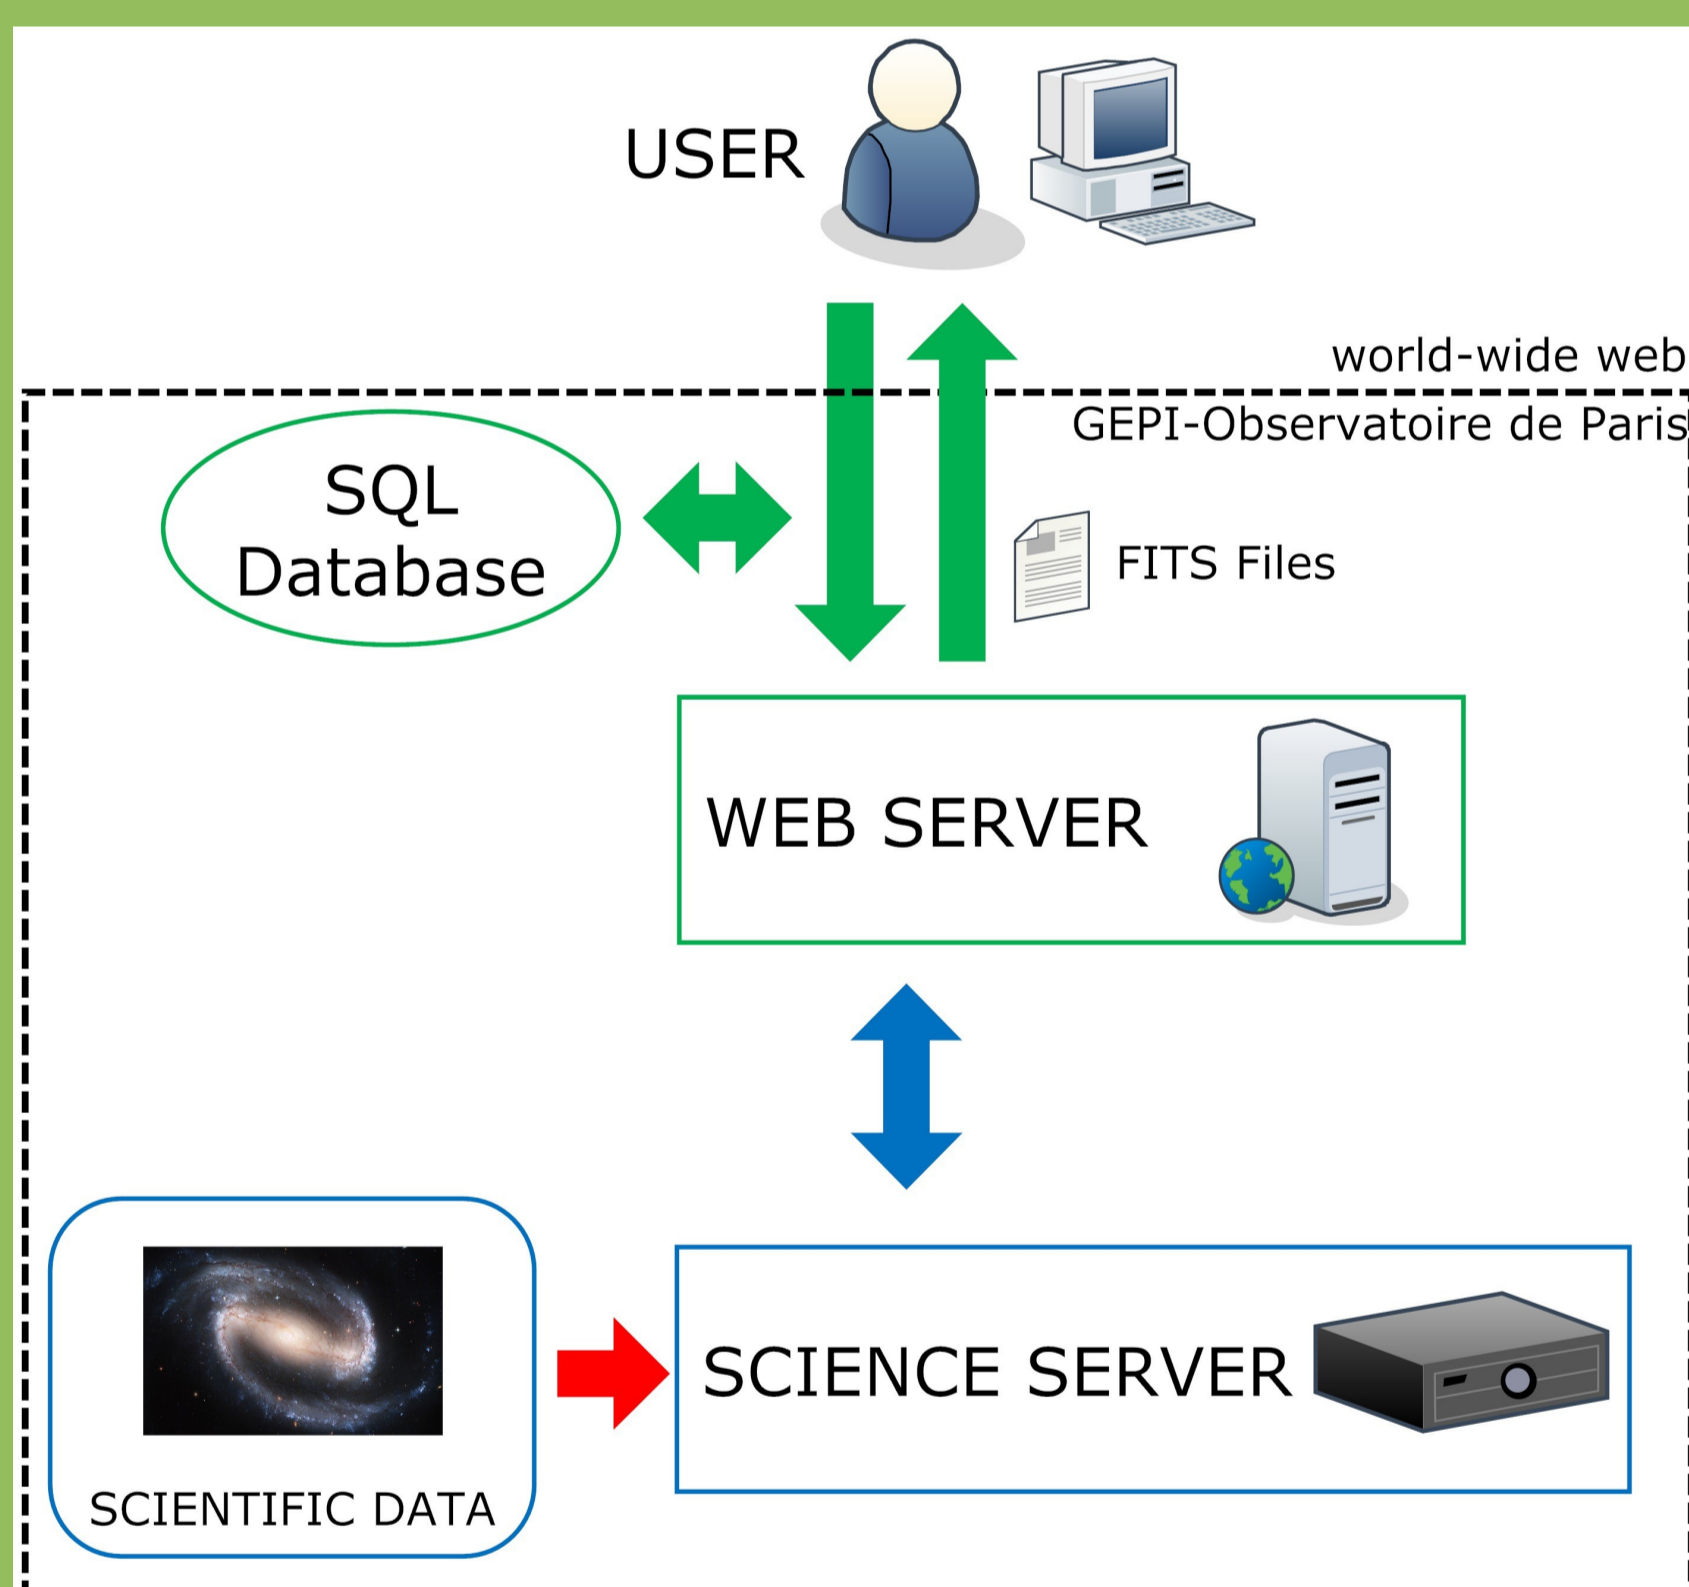 USER
world-wide web
GEPI-Observatoire de Paris
SQL
Database
FITS Files
WEB SERVER
SCIENCE SERVER
SCIENTIFIC DATA